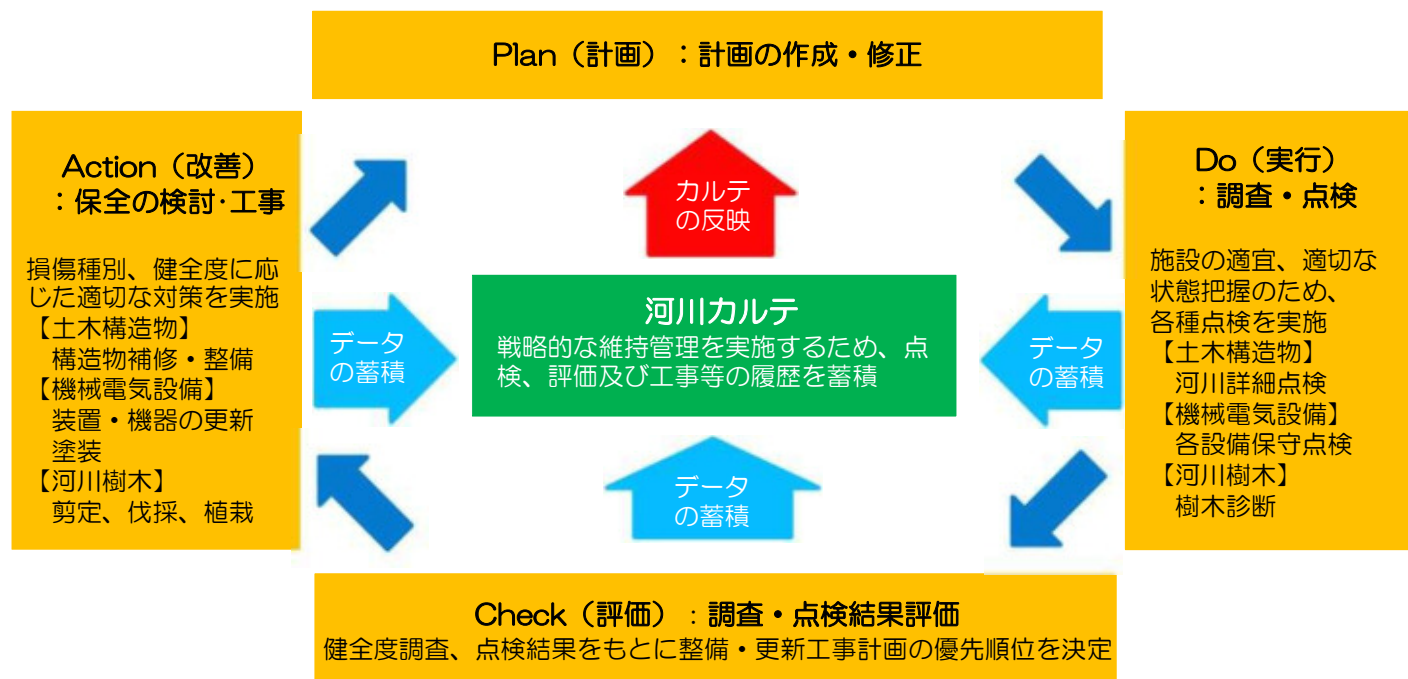 Plan(計画):計画の作成・修正
Action(改善)
:保全の検討・工事
損傷種別、健全度に応
じた適切な対策を実施
【土木構造物】
構造物補修・整備
【機械電気設備】
装置・機器の更新
塗装
【河川樹木】
剪定、伐採、植栽
カルテ
の反映
河川カルテ
戦略的な維持管理を実施するため、点
検、評価及び工事等の履歴を蓄積
データ
の蓄積
データ
の蓄積
データ
の蓄積
Do(実行)
:調査・点検
施設の適宜、適切な
状態把握のため、
各種点検を実施
【土木構造物】
河川詳細点検
【機械電気設備】
各設備保守点検
【河川樹木】
樹木診断
Check(評価):調査・点検結果評価
健全度調査、点検結果をもとに整備・更新工事計画の優先順位を決定